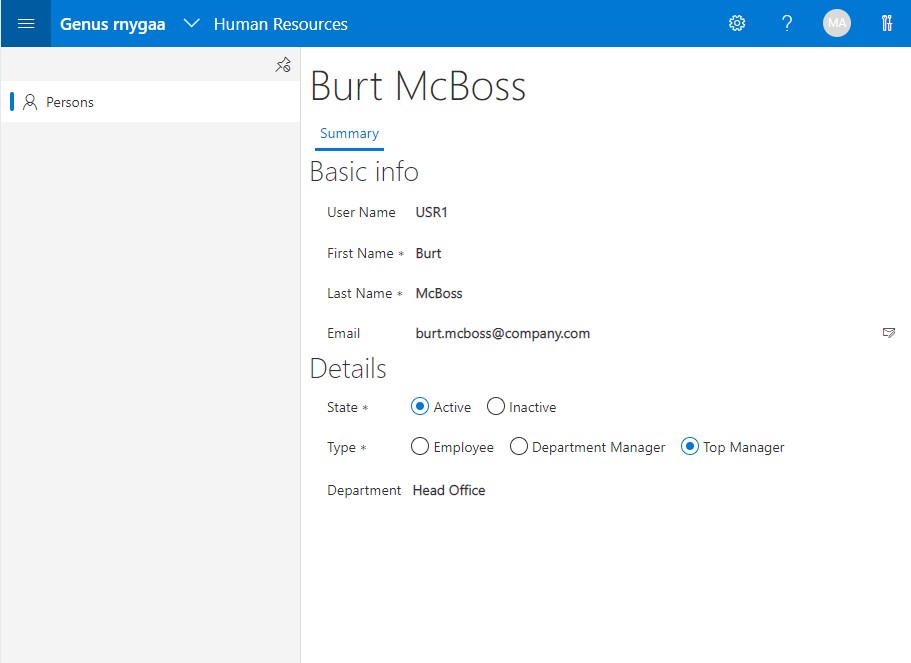 Genus rnygaa Human Resources ? MA
Persons
Burt McBoss
Summary
Basic info
User Name USR1
First Name * Burt
Last Name * McBoss
Email burt.mcboss@company.com
Details
State * Active Inactive
Type * Employee Department Manager Top Manager
Department Head Office